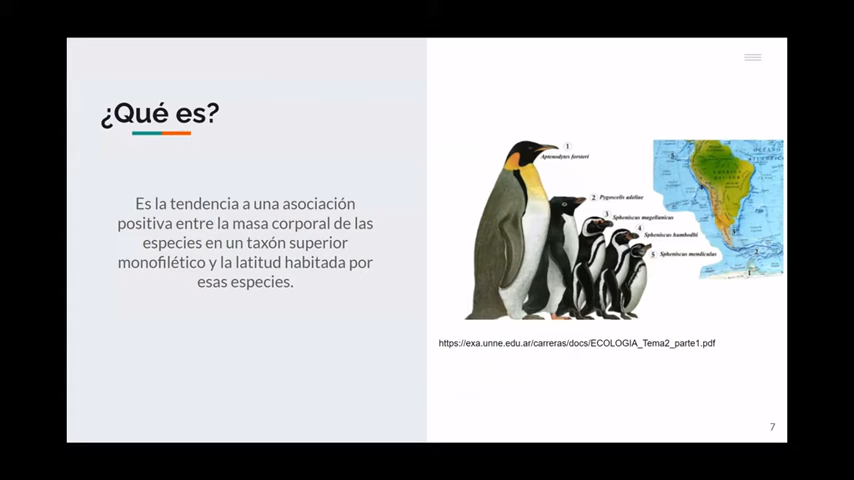 ¿Qué es?
Es la tendencia a una asociación
positiva entre la masa corporal de las
especies en un taxón superior
monofilético y la latitud habitada por
esas especies.
1
Aptenodytes forsteri
2 Pygoscelis adeliae
3 Spheniscus magellanicus
4 Spheniscus humboldti
5 Spheniscus mendiculus
https://exa.unne.edu.ar/carreras/docs/ECOLOGIA_Tema2_parte1.pdf
7